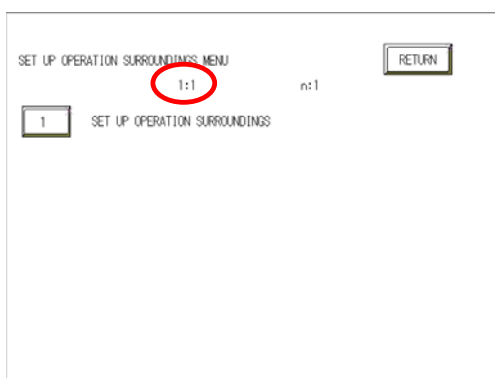 SET UP OPERATION SURROUNDINGS MENU
RETURN
1:1 n:1
1 SET UP OPERATION SURROUNDINGS